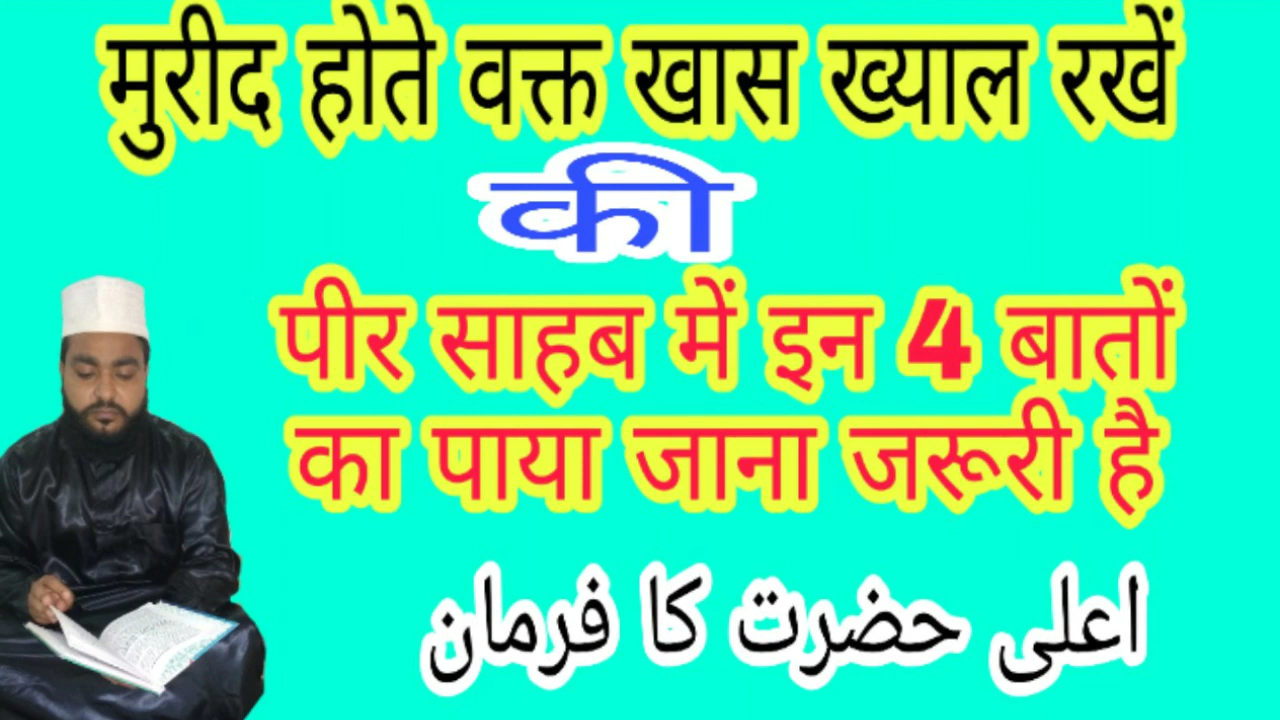 मुरीद होते वक्त खास ख्याल रखें
की
पीर साहब में इन 4 बातों
का पाया जाना जरूरी है
اعلی حضرت کا فرمان